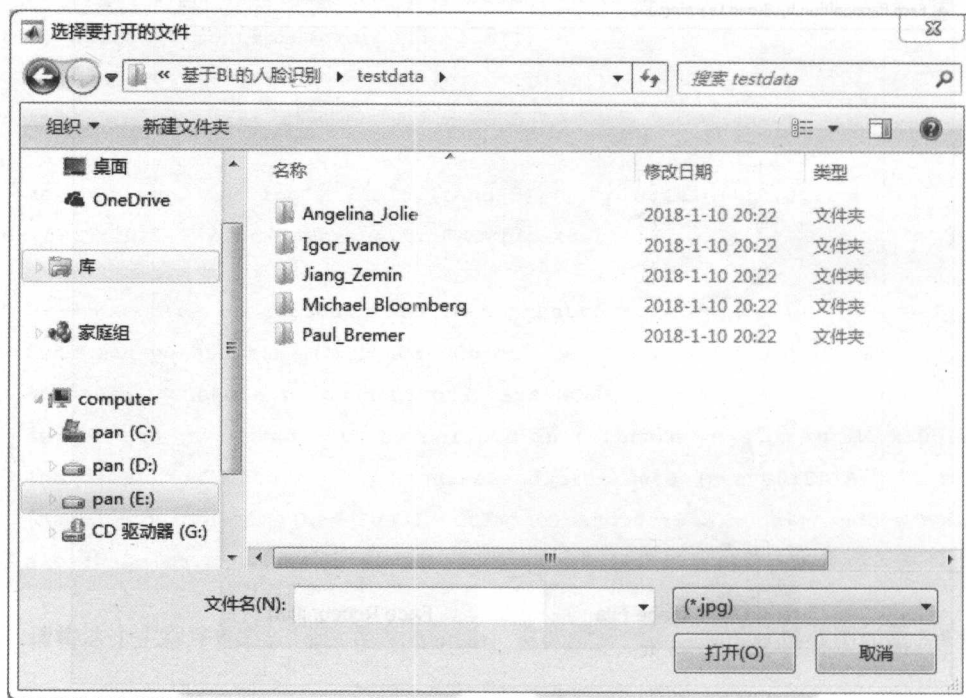 选择要打开的文件
« 基于BL的人脸识别 ▸ testdata ▸
搜索 testdata
组织 新建文件夹
桌面
OneDrive
库
家庭组
computer
pan (C:)
pan (D:)
pan (E:)
CD 驱动器 (G:)
名称 修改日期 类型
Angelina_Jolie 2018-1-10 20:22 文件夹
Igor_Ivanov 2018-1-10 20:22 文件夹
Jiang_Zemin 2018-1-10 20:22 文件夹
Michael_Bloomberg 2018-1-10 20:22 文件夹
Paul_Bremer 2018-1-10 20:22 文件夹
文件名(N):
(*.jpg)
打开(O) 取消